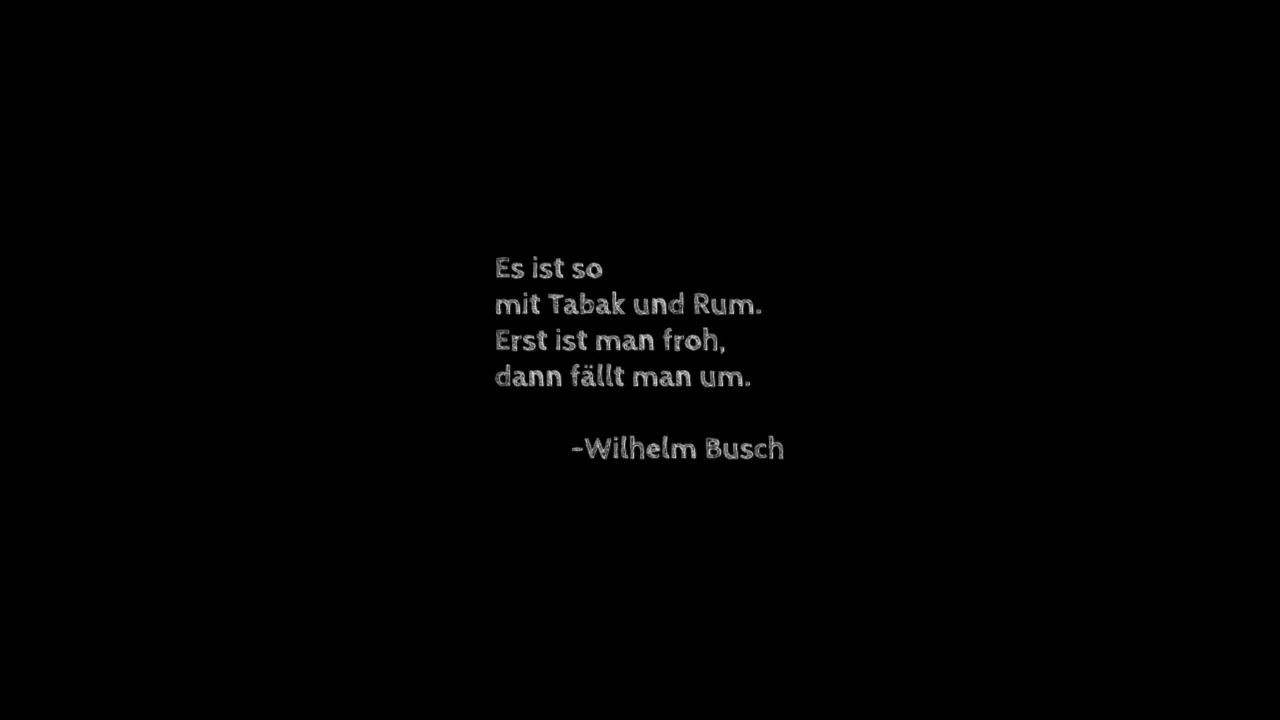 Es ist so
mit Tabak und Rum.
Erst ist man froh,
dann fällt man um.
-Wilhelm Busch